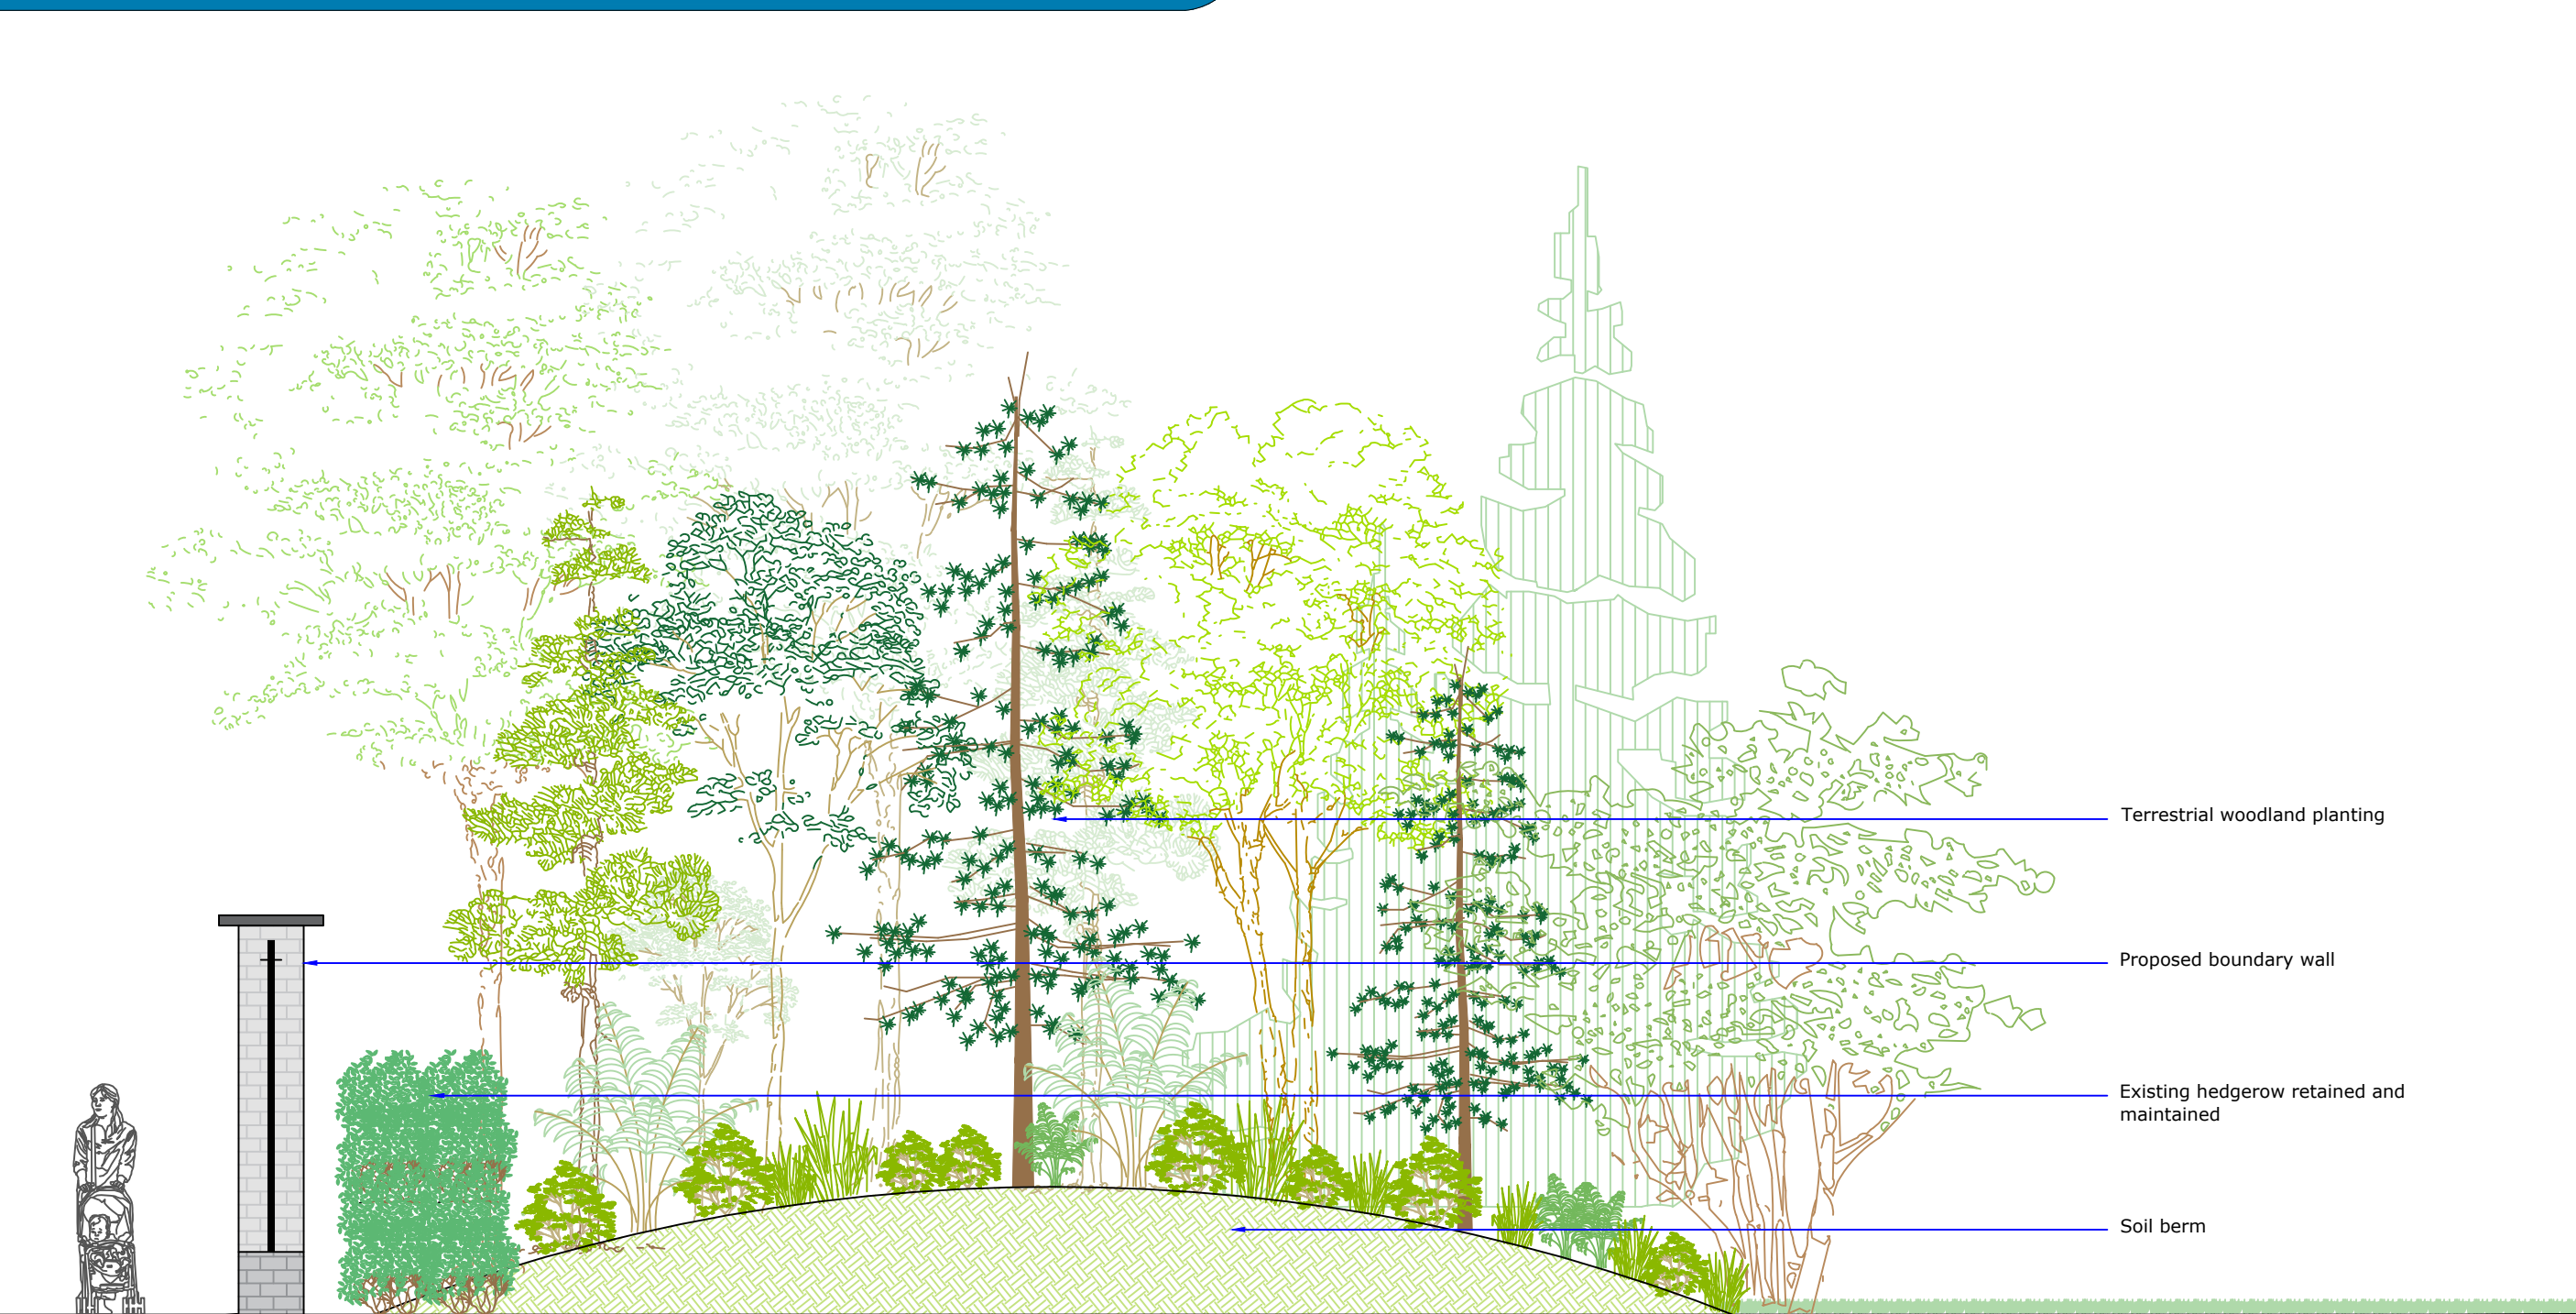 Terrestrial woodland planting
Proposed boundary wall
Existing hedgerow retained and
maintained
Soil berm